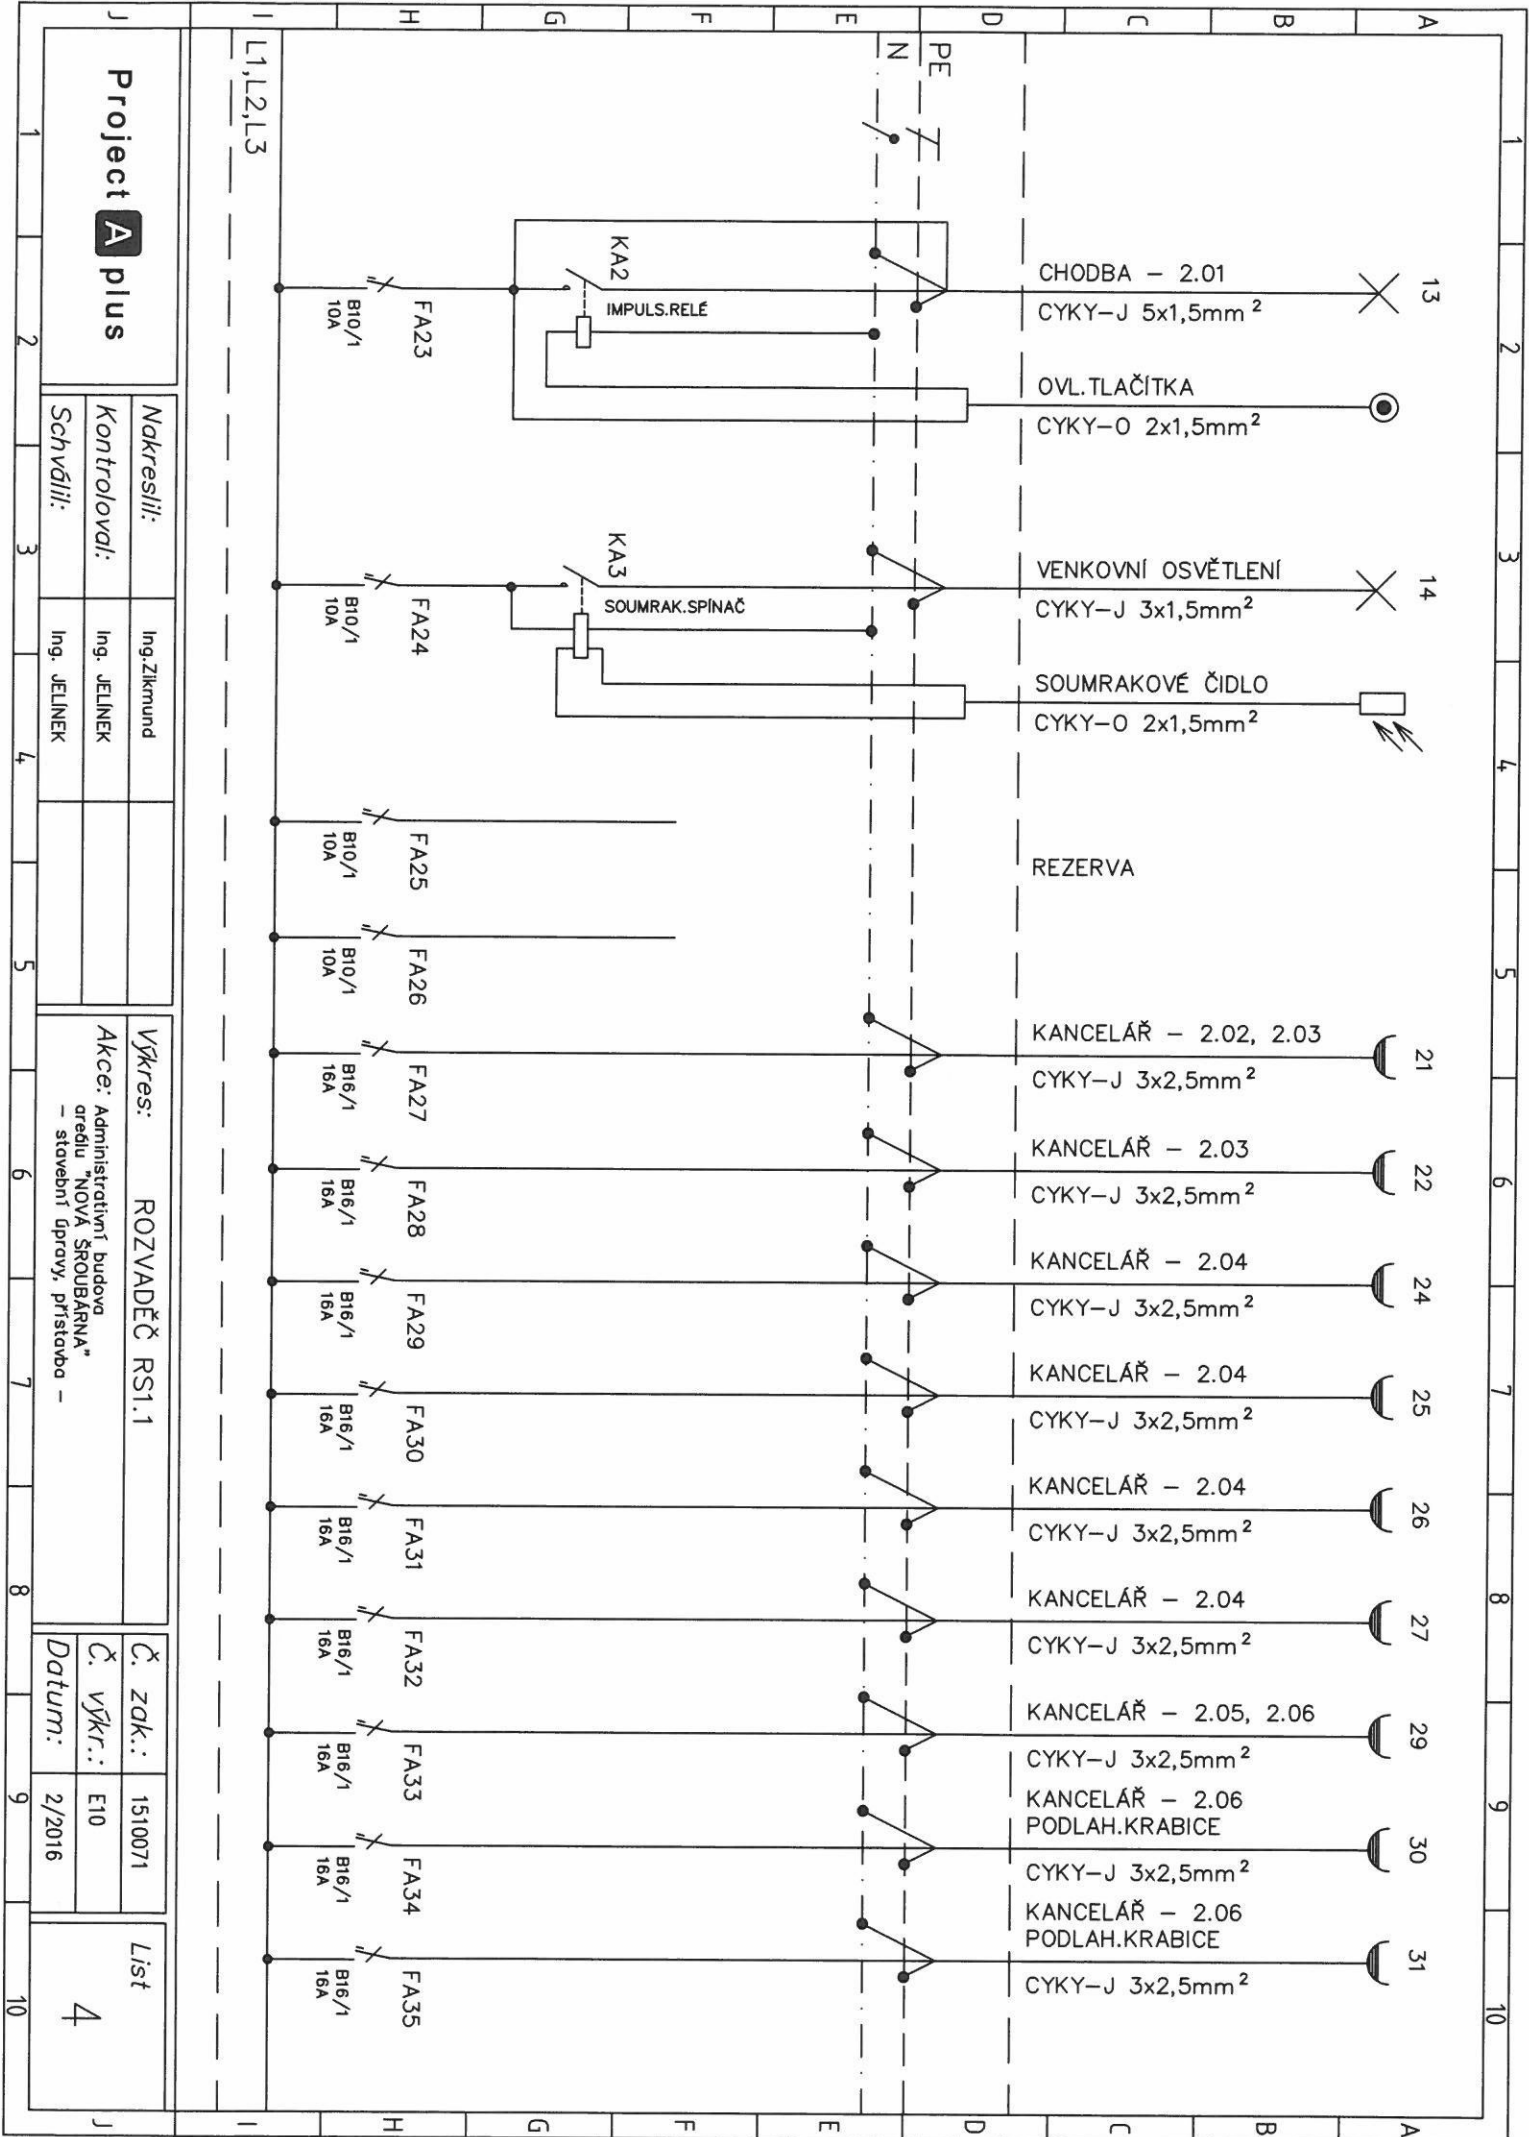 A
B
C
D
E
F
G
H
I
J
1
2
3
4
5
6
7
8
9
10
PE
N
L1,L2,L3
13
CHODBA – 2.01
CYKY–J 5x1,5mm²
OVL.TLAČÍTKA
CYKY–O 2x1,5mm²
KA2
IMPULS.RELÉ
FA23
B10/1
10A
14
VENKOVNÍ OSVĚTLENÍ
CYKY–J 3x1,5mm²
SOUMRAKOVÉ ČIDLO
CYKY–O 2x1,5mm²
KA3
SOUMRAK.SPÍNAČ
FA24
B10/1
10A
REZERVA
FA25
B10/1
10A
FA26
B10/1
10A
21
KANCELÁŘ – 2.02, 2.03
CYKY–J 3x2,5mm²
FA27
B16/1
16A
22
KANCELÁŘ – 2.03
CYKY–J 3x2,5mm²
FA28
B16/1
16A
24
KANCELÁŘ – 2.04
CYKY–J 3x2,5mm²
FA29
B16/1
16A
25
KANCELÁŘ – 2.04
CYKY–J 3x2,5mm²
FA30
B16/1
16A
26
KANCELÁŘ – 2.04
CYKY–J 3x2,5mm²
FA31
B16/1
16A
27
KANCELÁŘ – 2.04
CYKY–J 3x2,5mm²
FA32
B16/1
16A
29
KANCELÁŘ – 2.05, 2.06
CYKY–J 3x2,5mm²
FA33
B16/1
16A
30
KANCELÁŘ – 2.06
PODLAH.KRABICE
CYKY–J 3x2,5mm²
FA34
B16/1
16A
31
KANCELÁŘ – 2.06
PODLAH.KRABICE
CYKY–J 3x2,5mm²
FA35
B16/1
16A
Project A plus
Nakreslil: Ing.Zikmund
Kontroloval: Ing. JELÍNEK
Schválil: Ing. JELÍNEK
Výkres: ROZVADĚČ RS1.1
Akce: Administrativní budova
areálu "NOVÁ ŠROUBÁRNA"
– stavební úpravy, přístavba –
Č. zak.: 1510071
Č. výkr.: E10
Datum: 2/2016
List
4
1
2
3
4
5
6
7
8
9
10
A
B
C
D
E
F
G
H
I
J